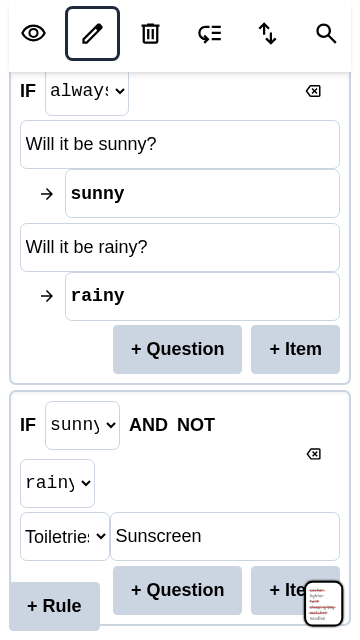 IF always
Will it be sunny?
→ sunny
Will it be rainy?
→ rainy
+ Question + Item
IF sunny AND NOT
rainy
Toiletries Sunscreen
+ Question + Ite
+ Rule